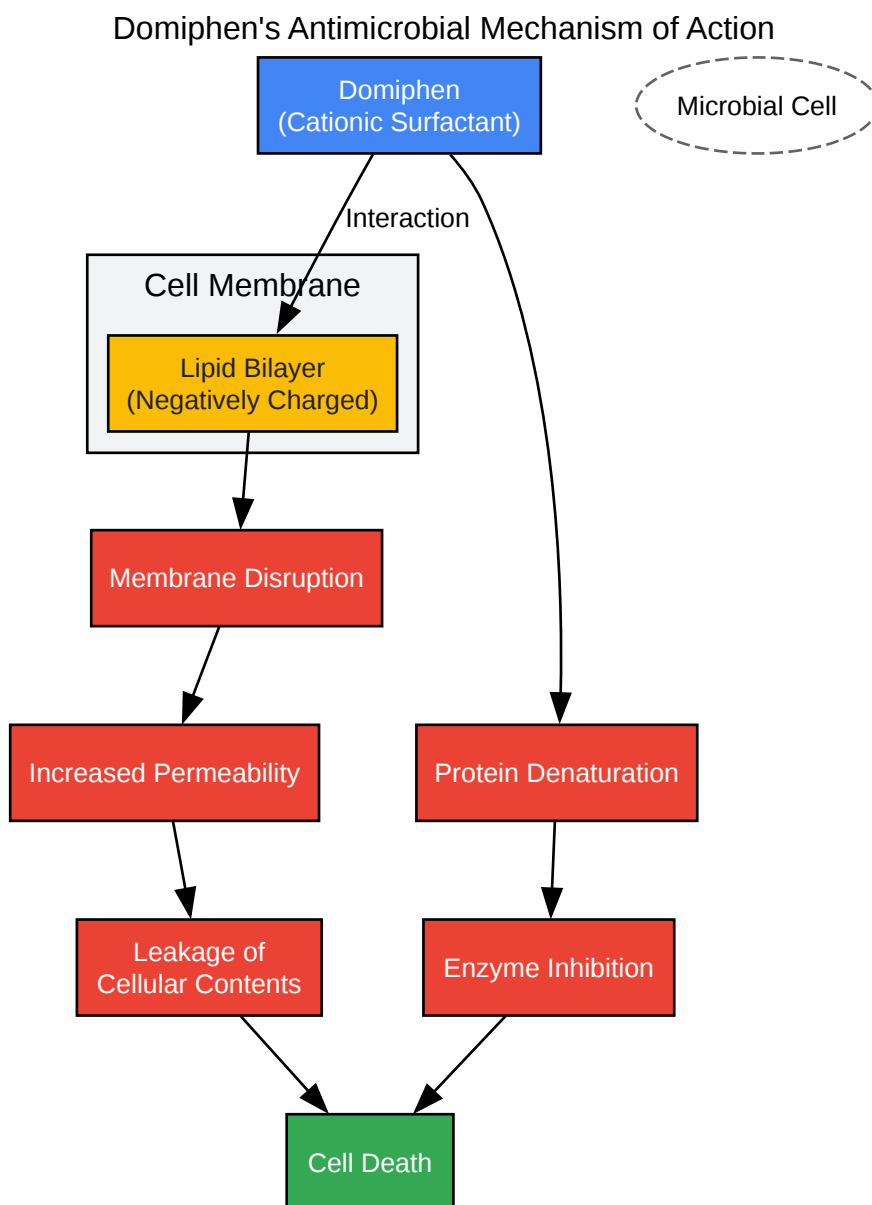 Domiphen's Antimicrobial Mechanism of Action
Domiphen
(Cationic Surfactant)
Microbial Cell
Interaction
Cell Membrane
Lipid Bilayer
(Negatively Charged)
Membrane Disruption
Increased Permeability
Protein Denaturation
Leakage of
Cellular Contents
Enzyme Inhibition
Cell Death